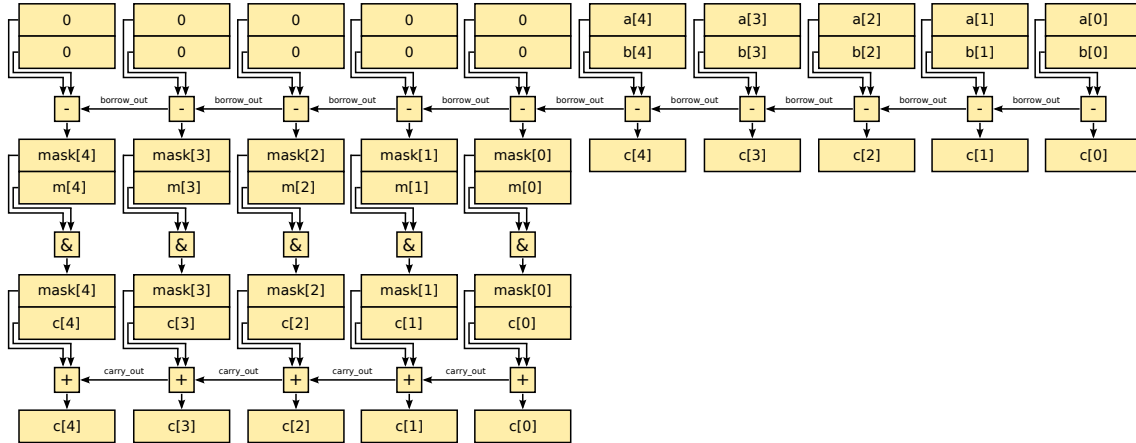 0 0 0 0 0 a[4] a[3] a[2] a[1] a[0]
0 0 0 0 0 b[4] b[3] b[2] b[1] b[0]
- borrow_out - borrow_out - borrow_out - borrow_out - borrow_out - borrow_out - borrow_out - borrow_out - borrow_out -
mask[4] mask[3] mask[2] mask[1] mask[0] c[4] c[3] c[2] c[1] c[0]
m[4] m[3] m[2] m[1] m[0]
& & & & &
mask[4] mask[3] mask[2] mask[1] mask[0]
c[4] c[3] c[2] c[1] c[0]
+ carry_out + carry_out + carry_out + carry_out +
c[4] c[3] c[2] c[1] c[0]